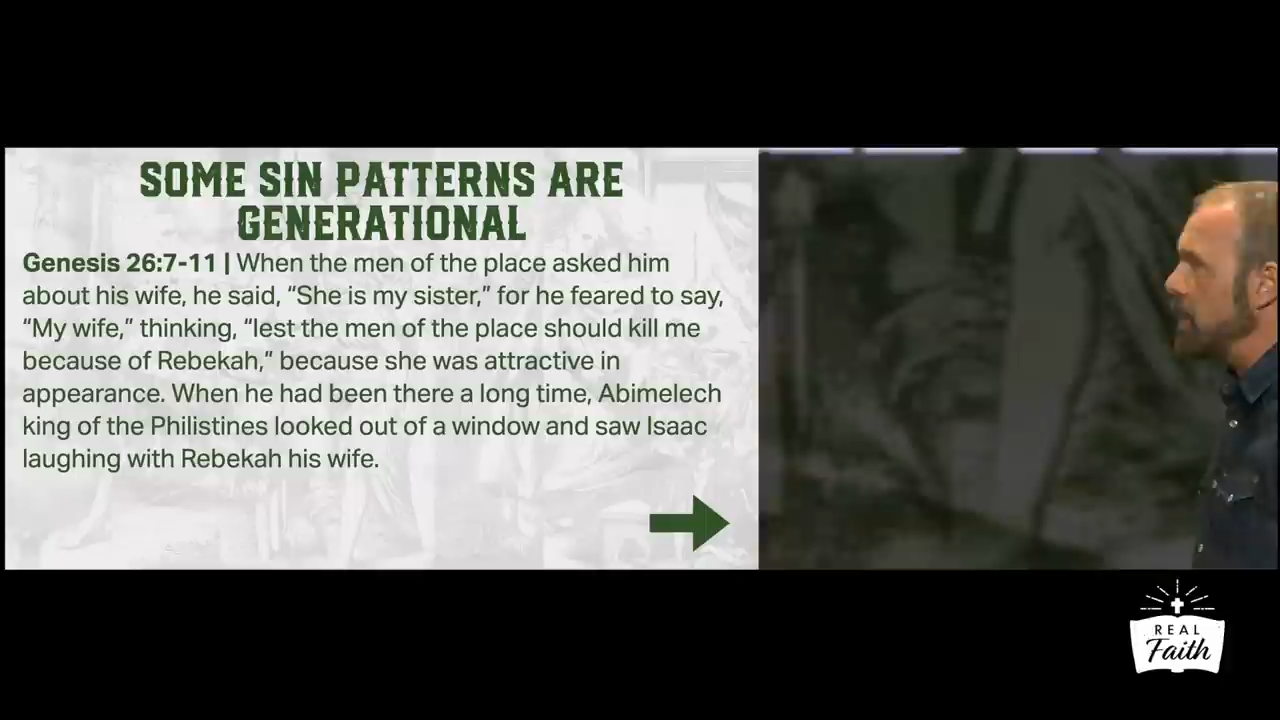 SOME SIN PATTERNS ARE
GENERATIONAL
Genesis 26:7-11 | When the men of the place asked him
about his wife, he said, “She is my sister,” for he feared to say,
“My wife,” thinking, “lest the men of the place should kill me
because of Rebekah,” because she was attractive in
appearance. When he had been there a long time, Abimelech
king of the Philistines looked out of a window and saw Isaac
laughing with Rebekah his wife.
REAL
Faith